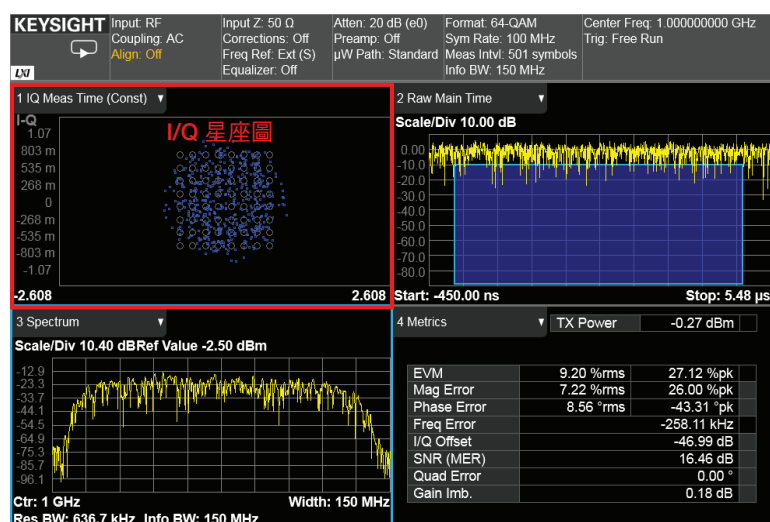 KEYSIGHT
LXI
Input: RF
Coupling: AC
Align: Off
Input Z: 50 Ω
Corrections: Off
Freq Ref: Ext (S)
Equalizer: Off
Atten: 20 dB (e0)
Preamp: Off
µW Path: Standard
Format: 64-QAM
Sym Rate: 100 MHz
Meas Intvl: 501 symbols
Info BW: 150 MHz
Center Freq: 1.000000000 GHz
Trig: Free Run
1 IQ Meas Time (Const)
I-Q
I/Q 星座圖
1.07
803 m
535 m
268 m
0
-268 m
-535 m
-803 m
-1.07
-2.608
2.608
2 Raw Main Time
Scale/Div 10.00 dB
0.00
-10.0
-20.0
-30.0
-40.0
-50.0
-60.0
-70.0
-80.0
Start: -450.00 ns
Stop: 5.48 µs
3 Spectrum
Scale/Div 10.40 dBRef Value -2.50 dBm
-12.9
-23.3
-33.7
-44.1
-54.5
-64.9
-75.3
-85.7
-96.1
Ctr: 1 GHz
Width: 150 MHz
Res BW: 636.7 kHz Info BW: 150 MHz
4 Metrics
TX Power -0.27 dBm
EVM 9.20 %rms 27.12 %pk
Mag Error 7.22 %rms 26.00 %pk
Phase Error 8.56 °rms -43.31 °pk
Freq Error -258.11 kHz
I/Q Offset -46.99 dB
SNR (MER) 16.46 dB
Quad Error 0.00 °
Gain Imb. 0.18 dB